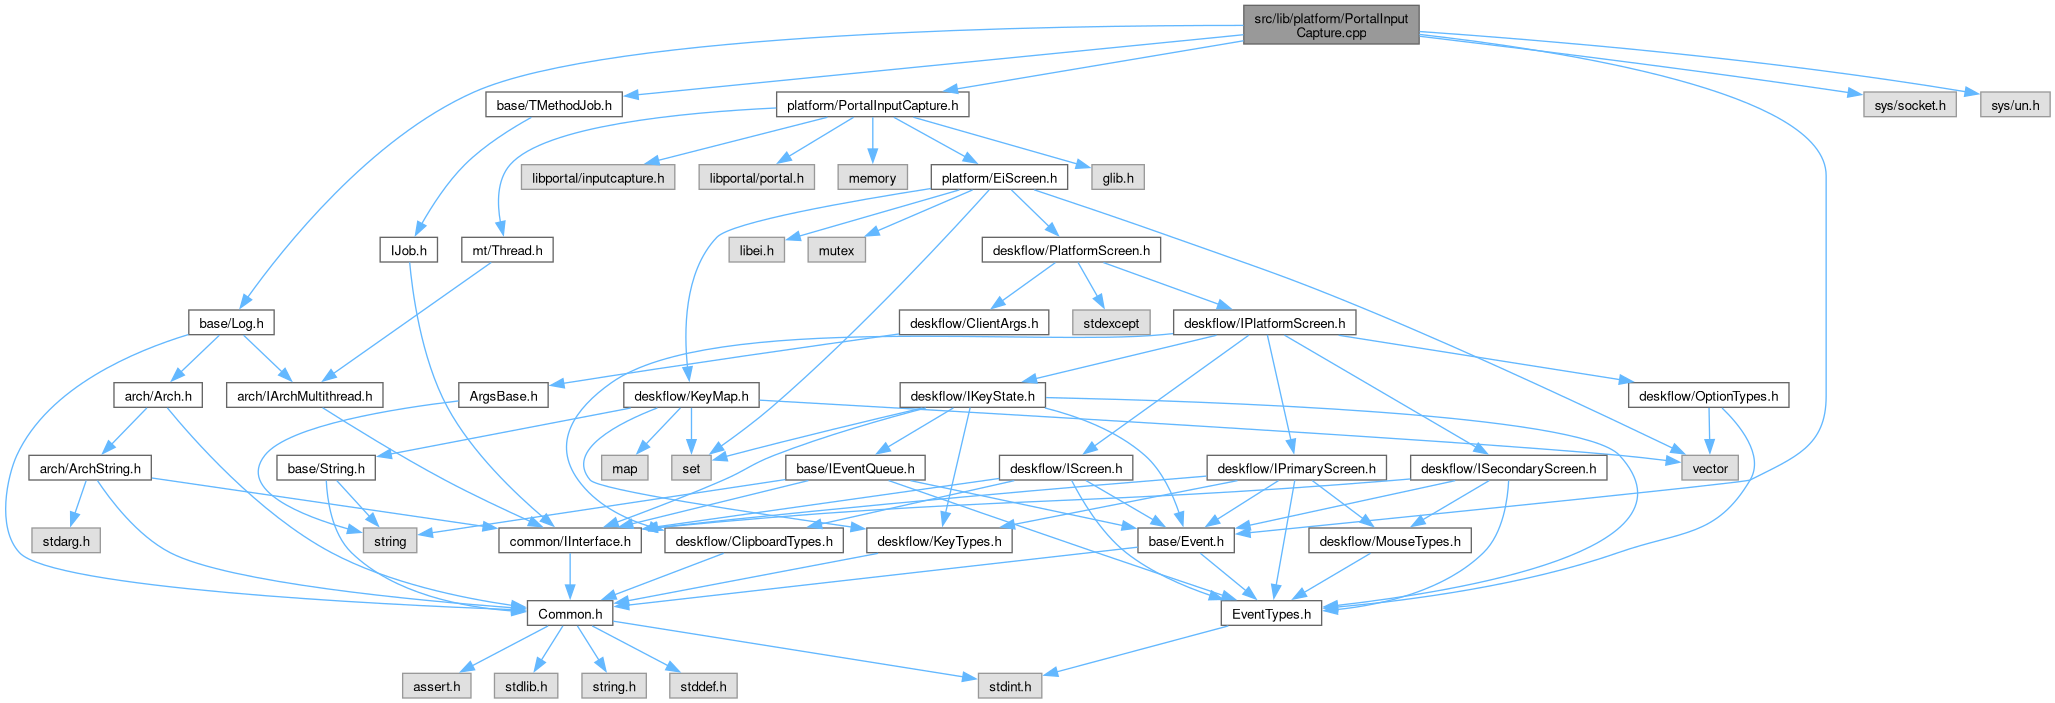 src/lib/platform/PortalInput
Capture.cpp
base/TMethodJob.h
platform/PortalInputCapture.h
sys/socket.h
sys/un.h
libportal/inputcapture.h
libportal/portal.h
memory
platform/EiScreen.h
glib.h
IJob.h
mt/Thread.h
libei.h
mutex
deskflow/PlatformScreen.h
base/Log.h
deskflow/ClientArgs.h
stdexcept
deskflow/IPlatformScreen.h
arch/Arch.h
arch/IArchMultithread.h
ArgsBase.h
deskflow/KeyMap.h
deskflow/IKeyState.h
deskflow/OptionTypes.h
arch/ArchString.h
base/String.h
map
set
base/IEventQueue.h
deskflow/IScreen.h
deskflow/IPrimaryScreen.h
deskflow/ISecondaryScreen.h
vector
stdarg.h
string
common/IInterface.h
deskflow/ClipboardTypes.h
deskflow/KeyTypes.h
base/Event.h
deskflow/MouseTypes.h
Common.h
EventTypes.h
assert.h
stdlib.h
string.h
stddef.h
stdint.h